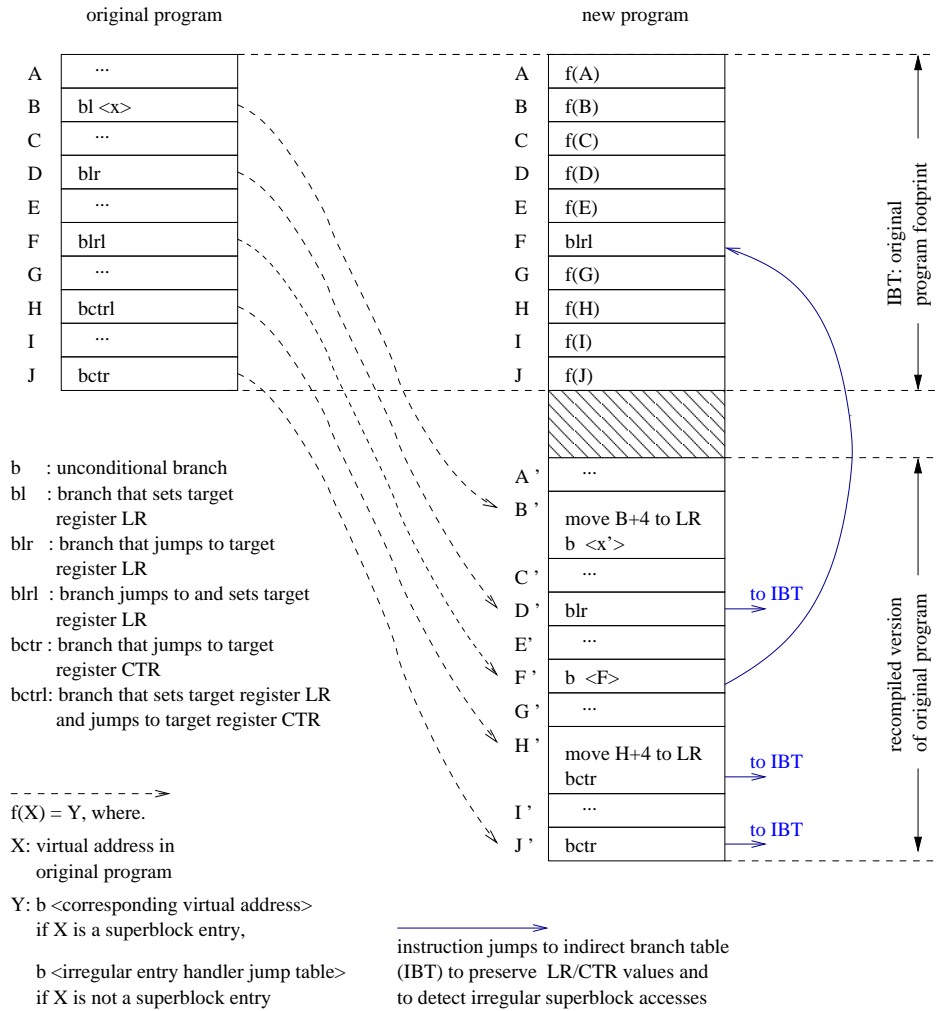 original program
new program
A ...
B bl <x>
C ...
D blr
E ...
F blrl
G ...
H bctrl
I ...
J bctr
A f(A)
B f(B)
C f(C)
D f(D)
E f(E)
F blrl
G f(G)
H f(H)
I f(I)
J f(J)
IBT: original
program footprint
A' ...
B' move B+4 to LR
b <x'>
C' ...
D' blr
to IBT
E' ...
F' b <F>
G' ...
H' move H+4 to LR
bctr
to IBT
I' ...
J' bctr
to IBT
recompiled version
of original program
b : unconditional branch
bl : branch that sets target
register LR
blr : branch that jumps to target
register LR
blrl : branch jumps to and sets target
register LR
bctr : branch that jumps to target
register CTR
bctrl: branch that sets target register LR
and jumps to target register CTR
f(X) = Y, where.
X: virtual address in
original program
Y: b <corresponding virtual address>
if X is a superblock entry,
b <irregular entry handler jump table>
if X is not a superblock entry
instruction jumps to indirect branch table
(IBT) to preserve LR/CTR values and
to detect irregular superblock accesses